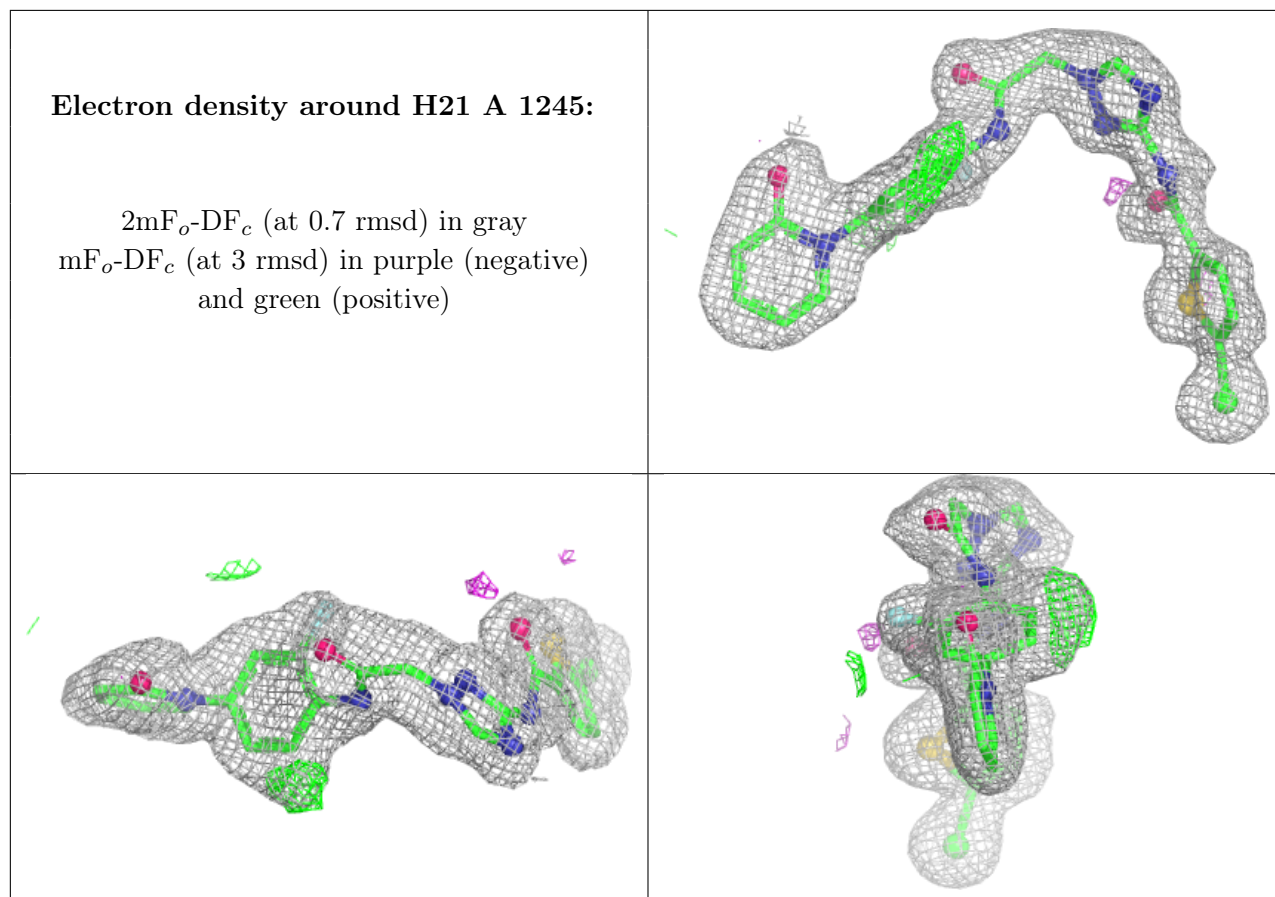 Electron density around H21 A 1245:
2mFo-DFc (at 0.7 rmsd) in gray
mFo-DFc (at 3 rmsd) in purple (negative)
and green (positive)